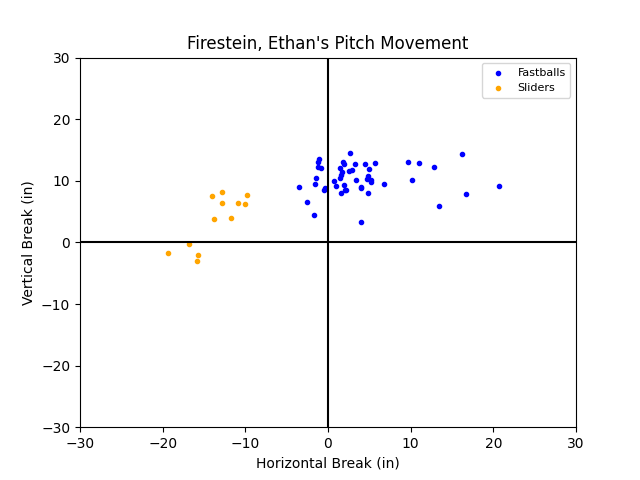 Firestein, Ethan's Pitch Movement
Fastballs
Sliders
30
20
10
0
−10
−20
−30
Vertical Break (in)
−30
−20
−10
0
10
20
30
Horizontal Break (in)